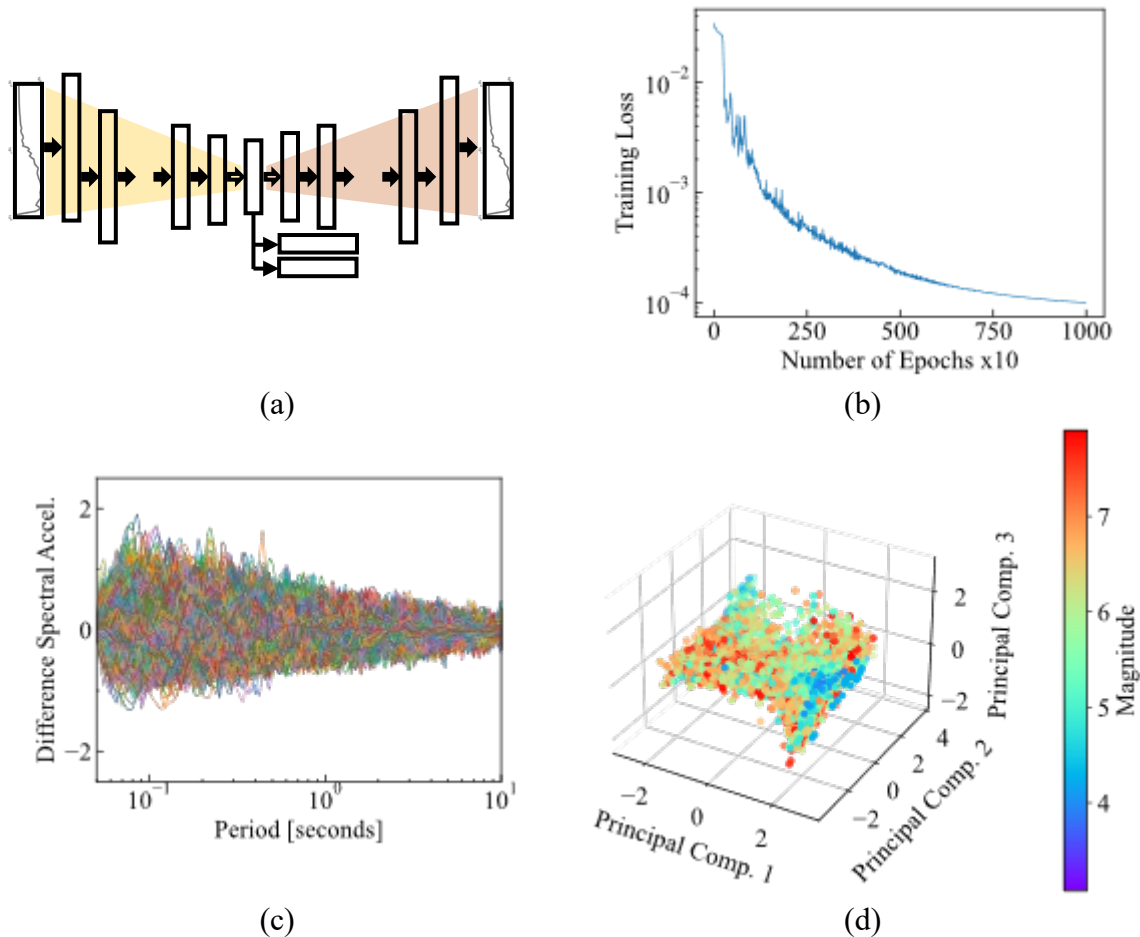 10⁻²
10⁻³
10⁻⁴
Training Loss
0 250 500 750 1000
Number of Epochs x10
(a)
(b)
2
0
−2
Difference Spectral Accel.
10⁻¹ 10⁰ 10¹
Period [seconds]
−2 0 2
Principal Comp. 1
−2 0 2 4
Principal Comp. 2
2
0
−2
Principal Comp. 3
7
6
5
4
Magnitude
(c)
(d)